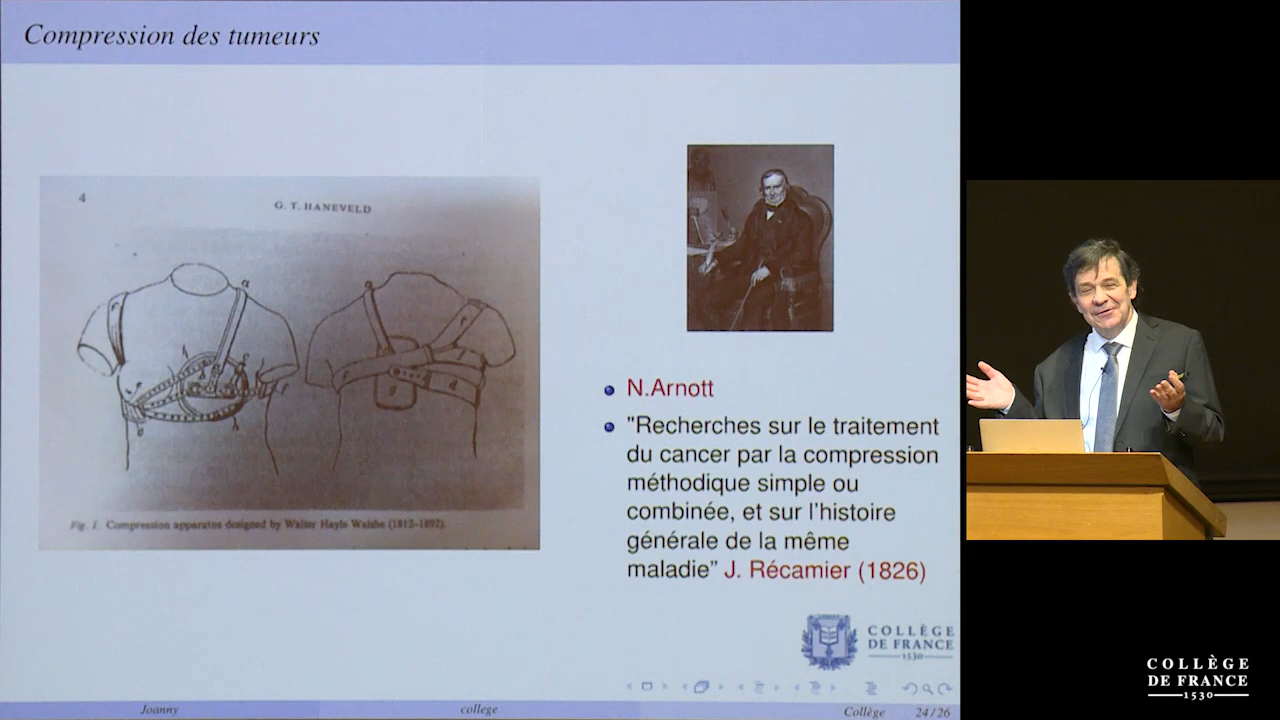 Compression des tumeurs
4
G. T. HANEVELD
Fig. 1. Compression apparatus designed by Walter Hayle Walshe (1812–1892).
N.Arnott
"Recherches sur le traitement
du cancer par la compression
méthodique simple ou
combinée, et sur l'histoire
générale de la même
maladie" J. Récamier (1826)
COLLÈGE
DE FRANCE
1530
Joanny
college
Collège
24/26
COLLÈGE
DE FRANCE
1530